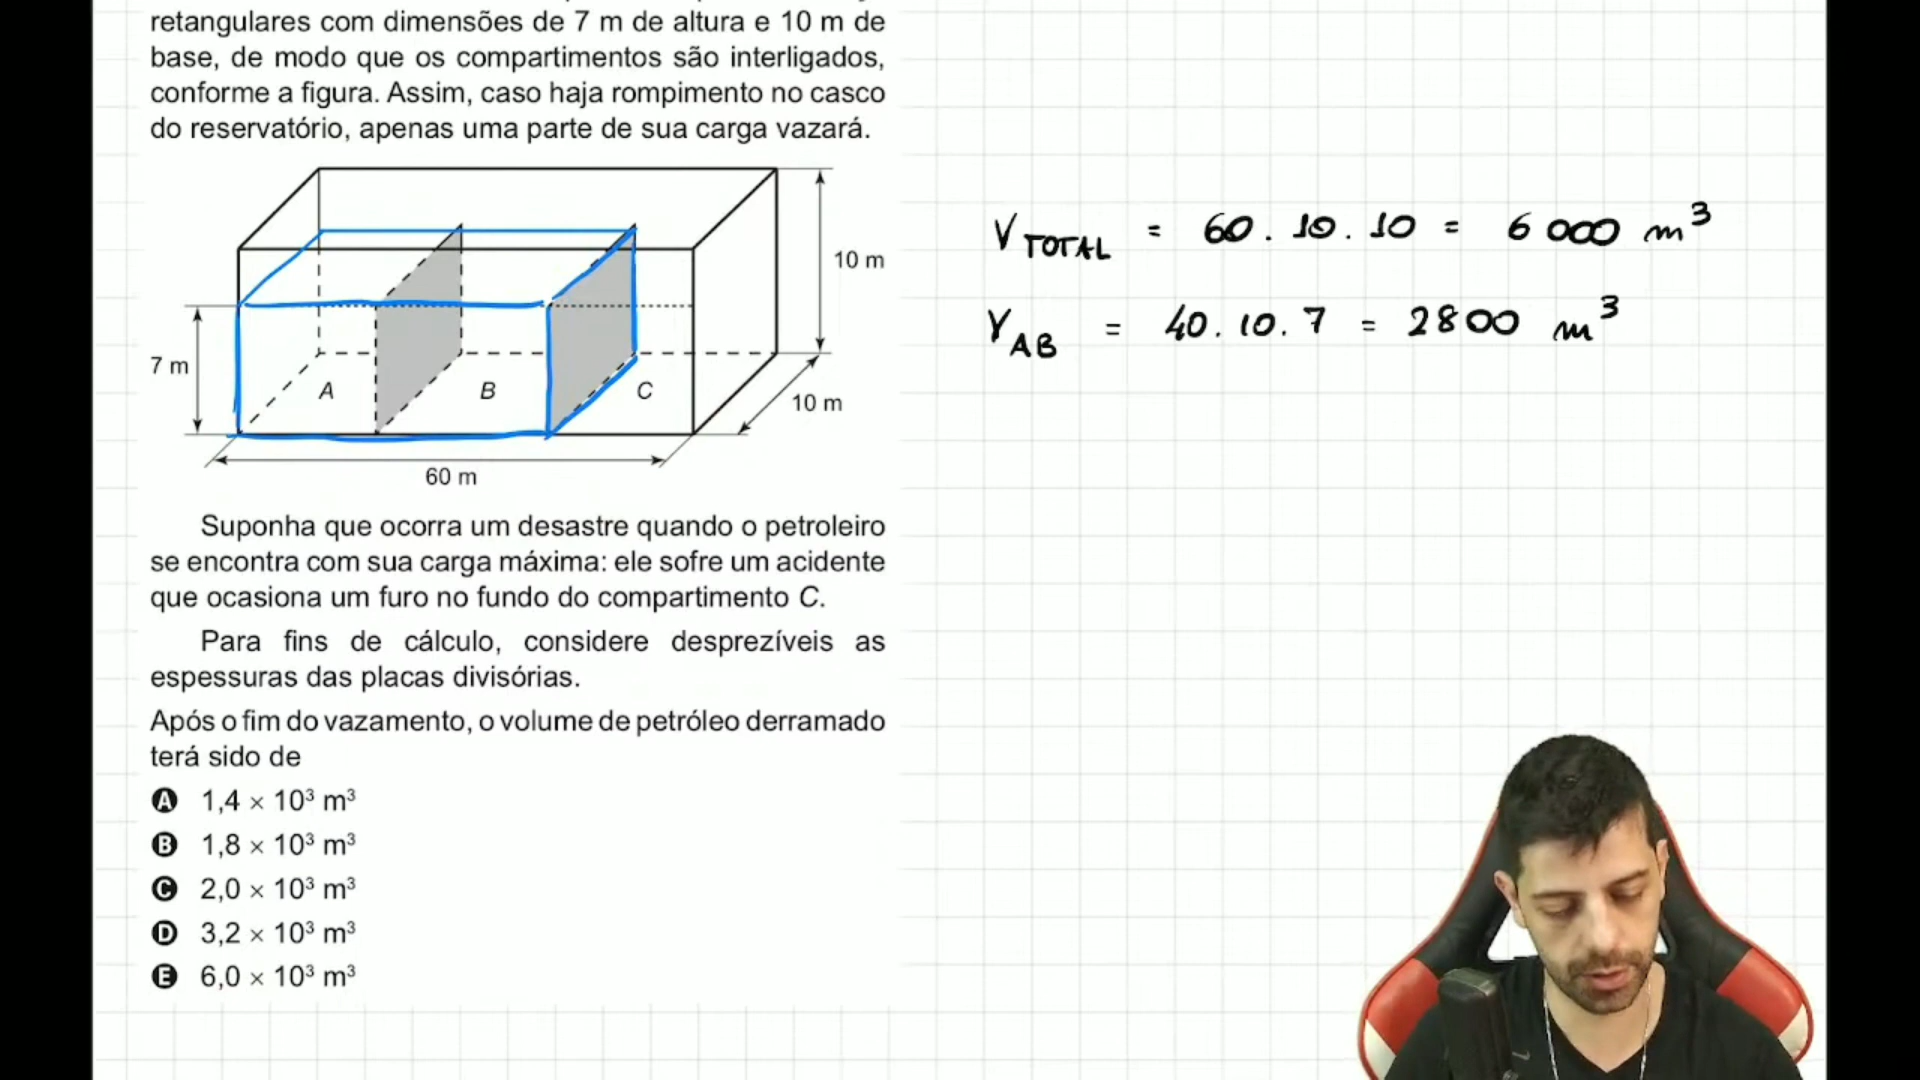 retangulares com dimensões de 7 m de altura e 10 m de
base, de modo que os compartimentos são interligados,
conforme a figura. Assim, caso haja rompimento no casco
do reservatório, apenas uma parte de sua carga vazará.
10 m
7 m
A
B
C
10 m
60 m
Suponha que ocorra um desastre quando o petroleiro
se encontra com sua carga máxima: ele sofre um acidente
que ocasiona um furo no fundo do compartimento C.
Para fins de cálculo, considere desprezíveis as
espessuras das placas divisórias.
Após o fim do vazamento, o volume de petróleo derramado
terá sido de
A 1,4 × 10³ m³
B 1,8 × 10³ m³
C 2,0 × 10³ m³
D 3,2 × 10³ m³
E 6,0 × 10³ m³
V TOTAL = 60 . 10 . 10 = 6 000 m³
V AB = 40 . 10 . 7 = 2800 m³